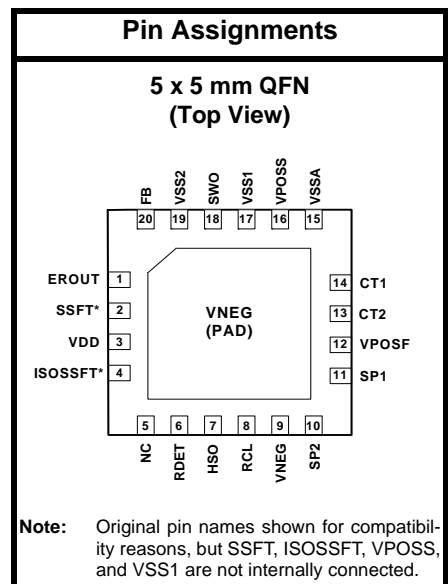 Pin Assignments
5 x 5 mm QFN
(Top View)
FB
VSS2
SWO
VSS1
VPOSS
VSSA
20 19 18 17 16 15
EROUT 1
SSFT* 2
VDD 3
ISOSSFT* 4
VNEG
(PAD)
14 CT1
13 CT2
12 VPOSF
11 SP1
5 6 7 8 9 10
NC
RDET
HSO
RCL
VNEG
SP2
Note: Original pin names shown for compatibil-
ity reasons, but SSFT, ISOSSFT, VPOSS,
and VSS1 are not internally connected.